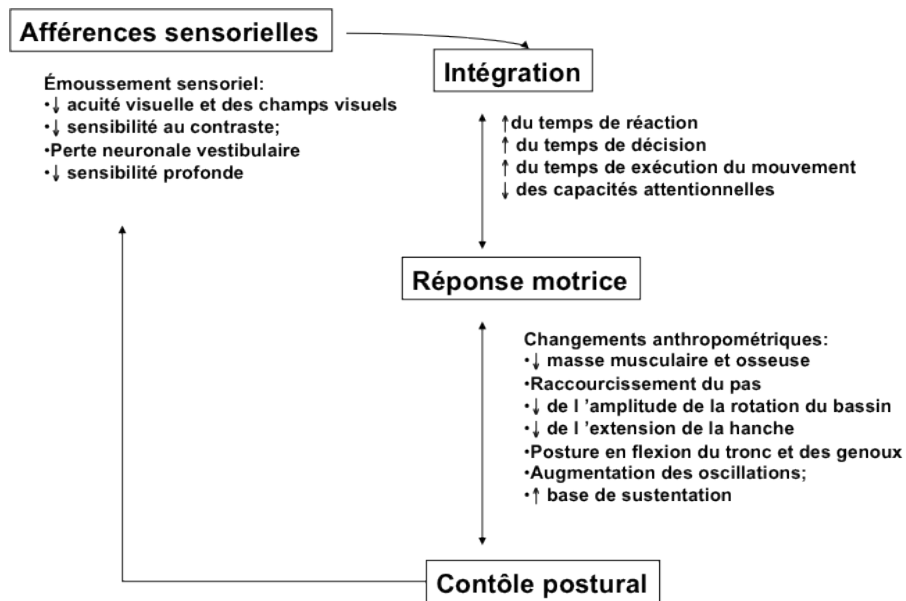 Afférences sensorielles
Intégration
Émoussement sensoriel:
•↓ acuité visuelle et des champs visuels
•↓ sensibilité au contraste;
•Perte neuronale vestibulaire
•↓ sensibilité profonde
↑du temps de réaction
↑ du temps de décision
↑ du temps de exécution du mouvement
↓ des capacités attentionnelles
Réponse motrice
Changements anthropométriques:
•↓ masse musculaire et osseuse
•Raccourcissement du pas
•↓ de l ’amplitude de la rotation du bassin
•↓ de l ’extension de la hanche
•Posture en flexion du tronc et des genoux
•Augmentation des oscillations;
•↑ base de sustentation
Contôle postural